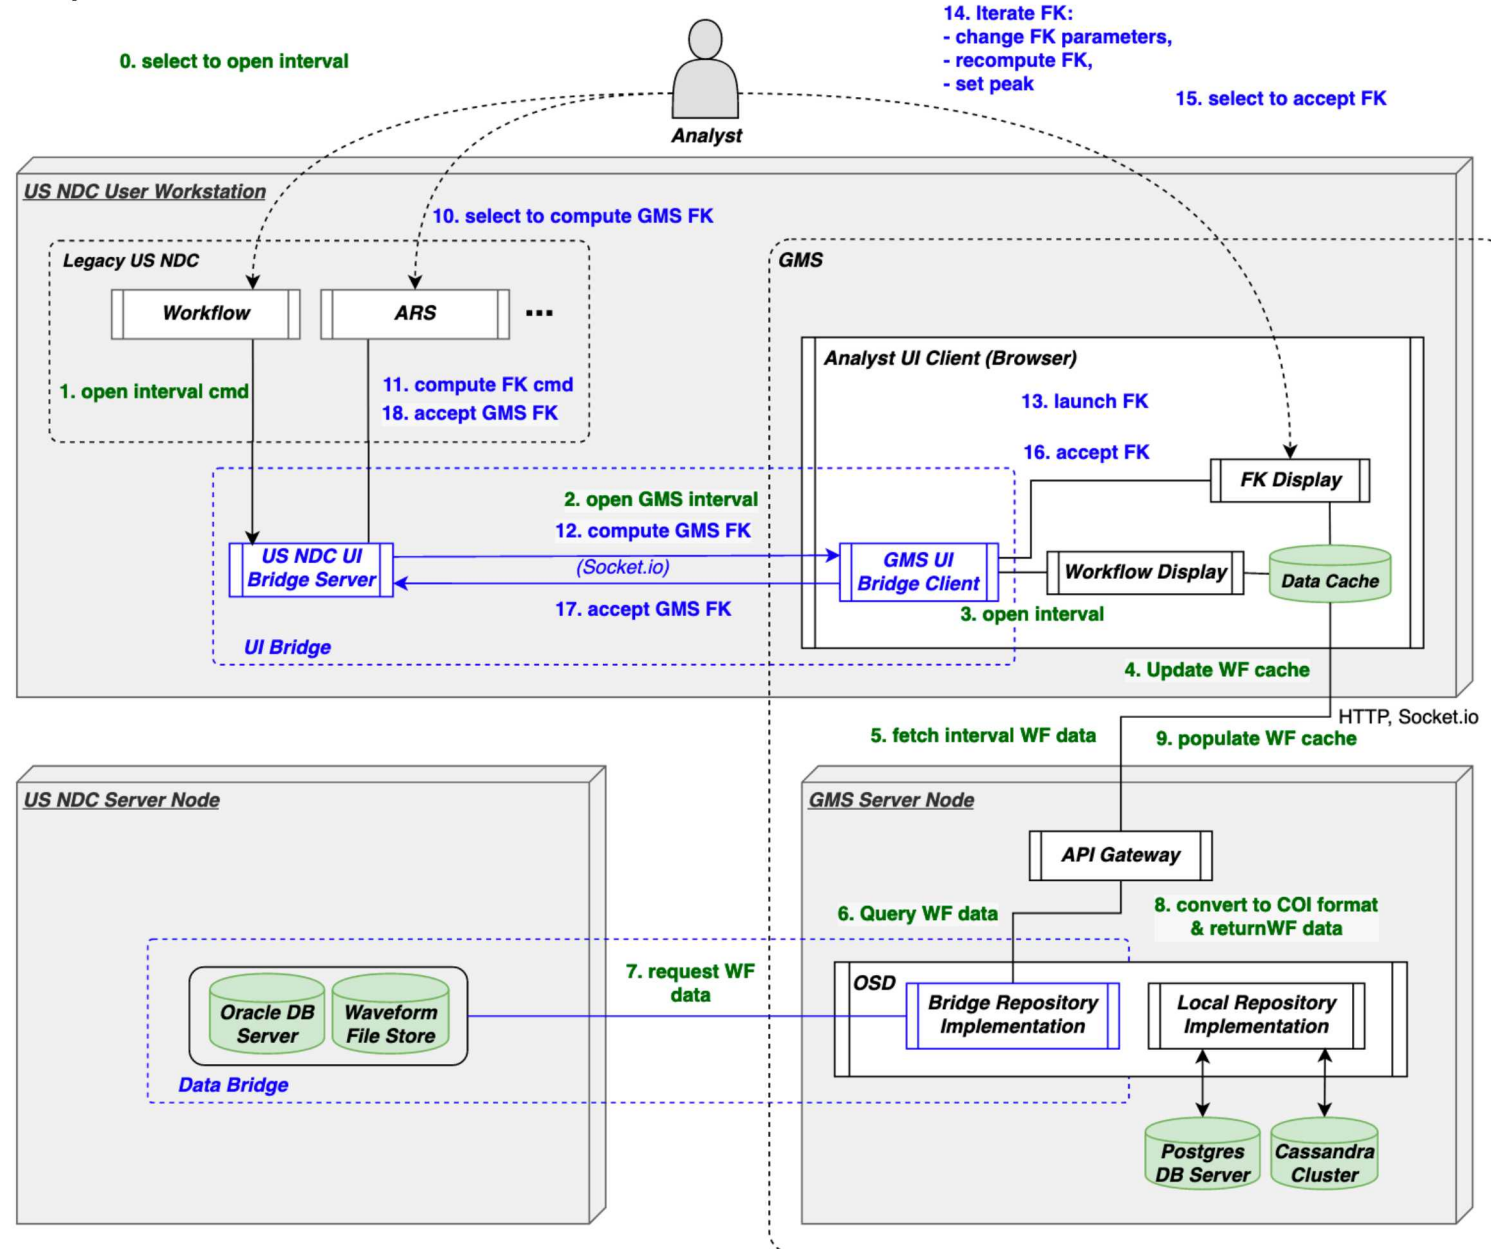 14. Iterate FK:
- change FK parameters,
- recompute FK,
- set peak
0. select to open interval
15. select to accept FK
Analyst
US NDC User Workstation
10. select to compute GMS FK
Legacy US NDC
GMS
Workflow
ARS
...
Analyst UI Client (Browser)
1. open interval cmd
11. compute FK cmd
18. accept GMS FK
13. launch FK
16. accept FK
FK Display
2. open GMS interval
12. compute GMS FK
US NDC UI
Bridge Server
(Socket.io)
GMS UI
Bridge Client
Workflow Display
Data Cache
17. accept GMS FK
3. open interval
UI Bridge
4. Update WF cache
HTTP, Socket.io
5. fetch interval WF data
9. populate WF cache
US NDC Server Node
GMS Server Node
API Gateway
6. Query WF data
8. convert to COI format
& returnWF data
7. request WF
data
OSD
Oracle DB
Server
Waveform
File Store
Bridge Repository
Implementation
Local Repository
Implementation
Data Bridge
Postgres
DB Server
Cassandra
Cluster